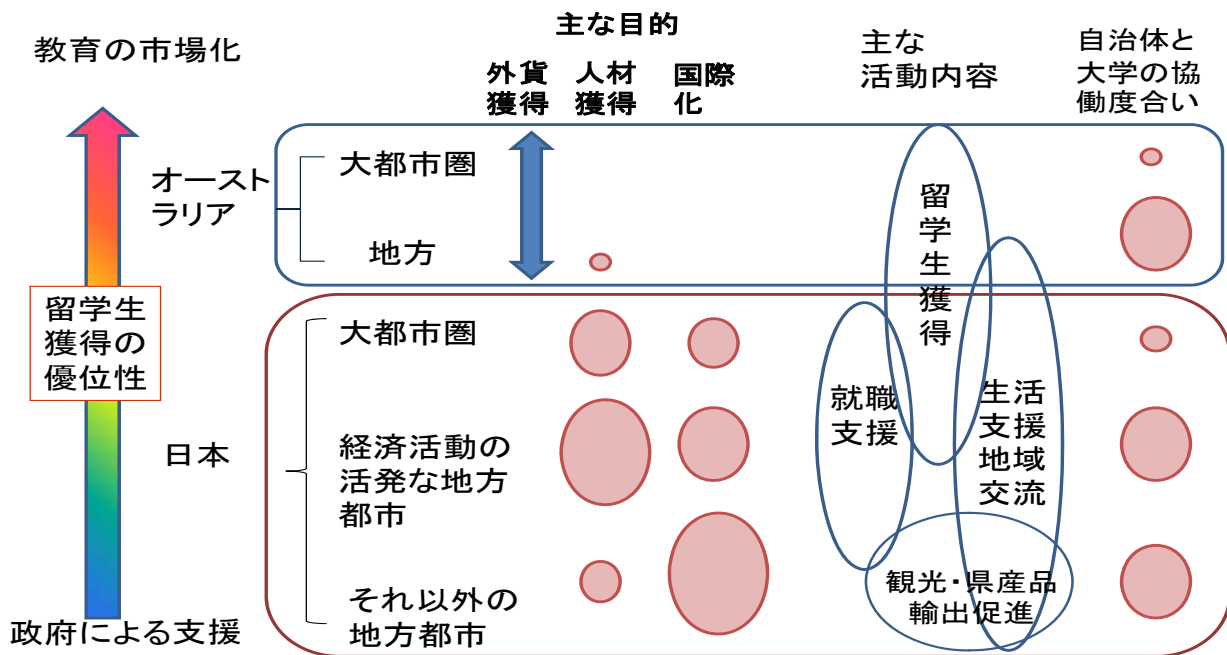 教育の市場化
主な目的
外貨
獲得
人材
獲得
国際
化
主な
活動内容
自治体と
大学の協
働度合い
オースト
ラリア
大都市圏
地方
留学生獲得
留学生
獲得の
優位性
日本
大都市圏
経済活動の
活発な地方
都市
それ以外の
地方都市
就職
支援
生活
支援
地域
交流
観光・県産品
輸出促進
政府による支援